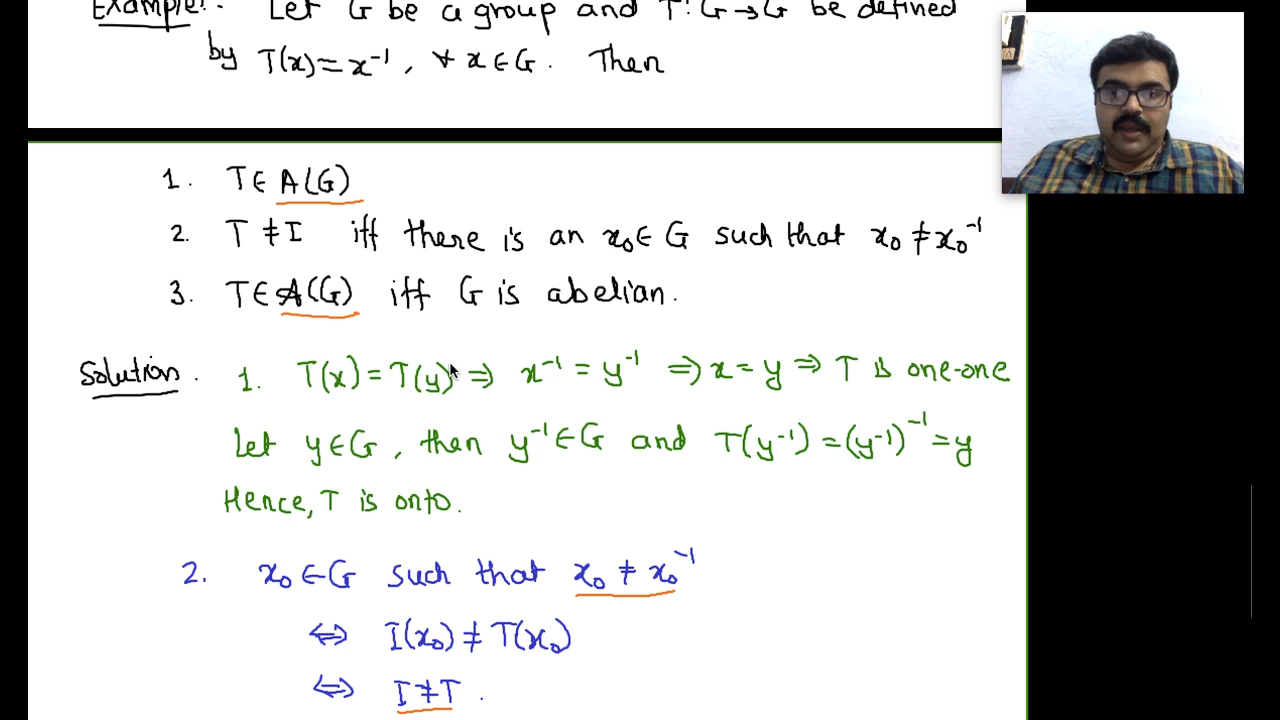 Example: Let G be a group and T: G→G be defined
by T(x) = x⁻¹, ∀ x ∈ G. Then
1. T ∈ A(G)
2. T ≠ I iff there is an x₀ ∈ G such that x₀ ≠ x₀⁻¹
3. T ∈ 𝔸(G) iff G is abelian.
Solution. 1. T(x) = T(y) ⇒ x⁻¹ = y⁻¹ ⇒ x = y ⇒ T is one-one
Let y ∈ G, then y⁻¹ ∈ G and T(y⁻¹) = (y⁻¹)⁻¹ = y
Hence, T is onto.
2. x₀ ∈ G such that x₀ ≠ x₀⁻¹
⇔ I(x₀) ≠ T(x₀)
⇔ I ≠ T.